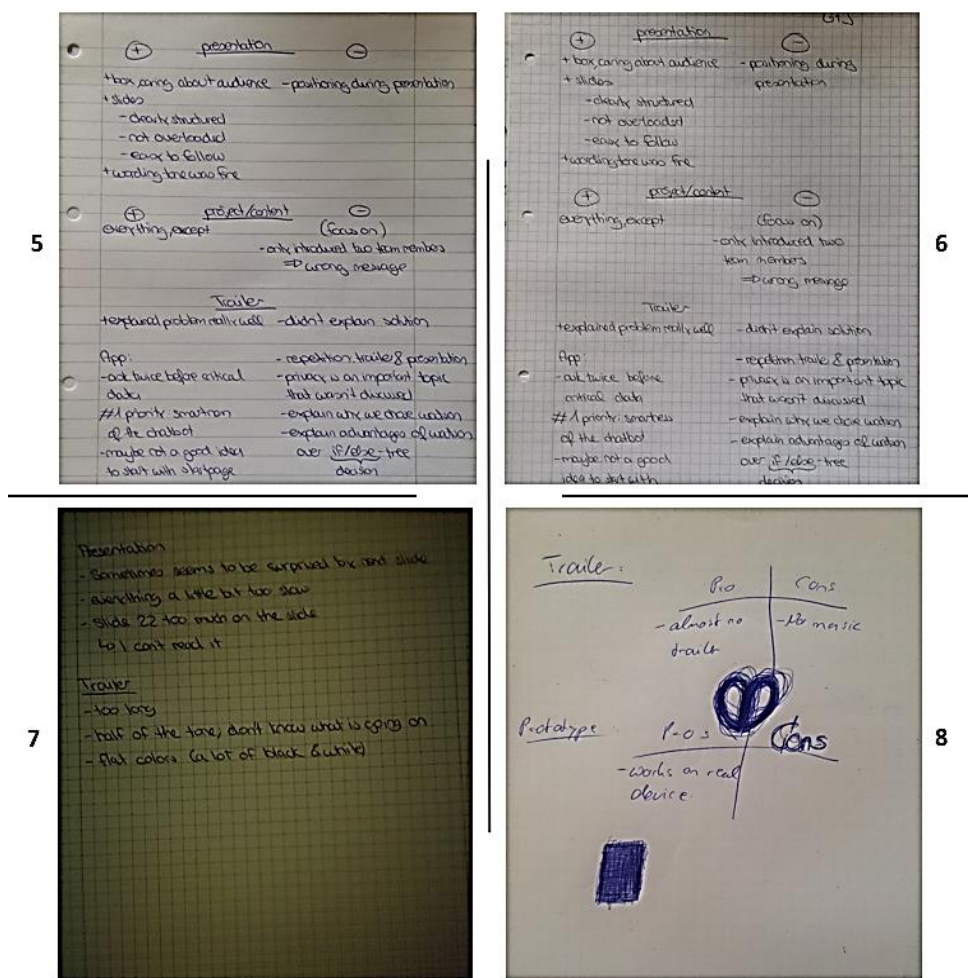 5
⊕ presentation ⊖
+box, caring about audience - positioning during presentation
+ slides
- clearly structured
- not overloaded
- easy to follow
+ wording tone was fine
⊕ project/content ⊖
everything, except (focus on)
- only introduced two team members
⇒ wrong message
Trailer
+explained problem really well - didn't explain solution
App: - repetition trailer & presentation
- ask twice before critical - privacy is an important topic
data that wasn't discussed
#1 priority: smartness - explain why we chose watson
of the chatbot - explain advantages of watson
- maybe not a good idea over if/else-tree
to start with startpage decision
6
G1.5
⊕ presentation ⊖
+ box, caring about audience - positioning during
+ slides presentation
- clearly structured
- not overloaded
- easy to follow
+ wording tone was fine
⊕ project/content ⊖
everything, except (focus on)
- only introduced two
team members
⇒ wrong message
Trailer
+explained problem really well - didn't explain solution
App: - repetition trailer & presentation
- ask twice before - privacy is an important topic
critical data that wasn't discussed
#1 priority: smartness - explain why we chose watson
of the chatbot - explain advantages of watson
- maybe not a good over if/else-tree
idea to start with decision
7
Presentation
- Sometimes seems to be surprised by next slide
- everything a little bit too slow
- slide 22 too much on the slide
↳ I can't read it
Trailer
- too long
- half of the time, don't know what is going on
- flat colors (a lot of black & white)
8
Trailer:
Pro Cons
- almost no - No music
trailer
Prototype: Pros Cons
- works on real
device